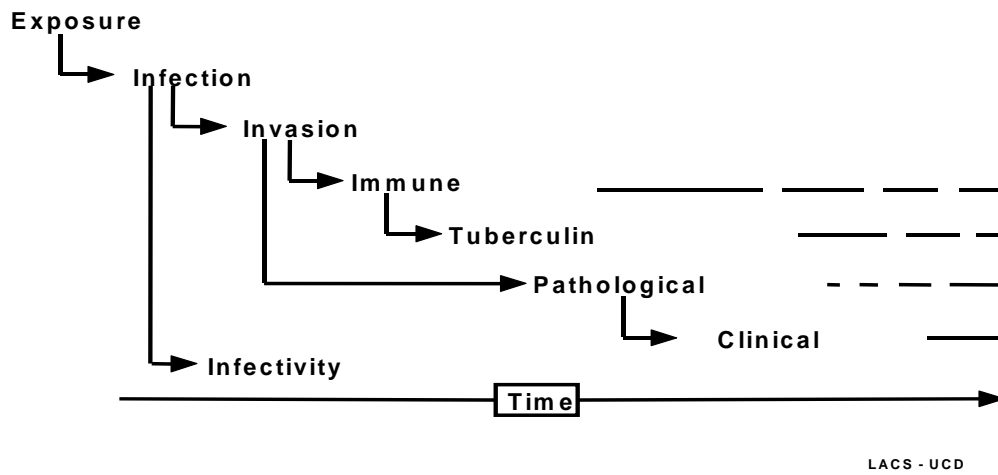 Exposure
Infection
Invasion
Immune
Tuberculin
Pathological
Clinical
Infectivity
Time
LACS - UCD